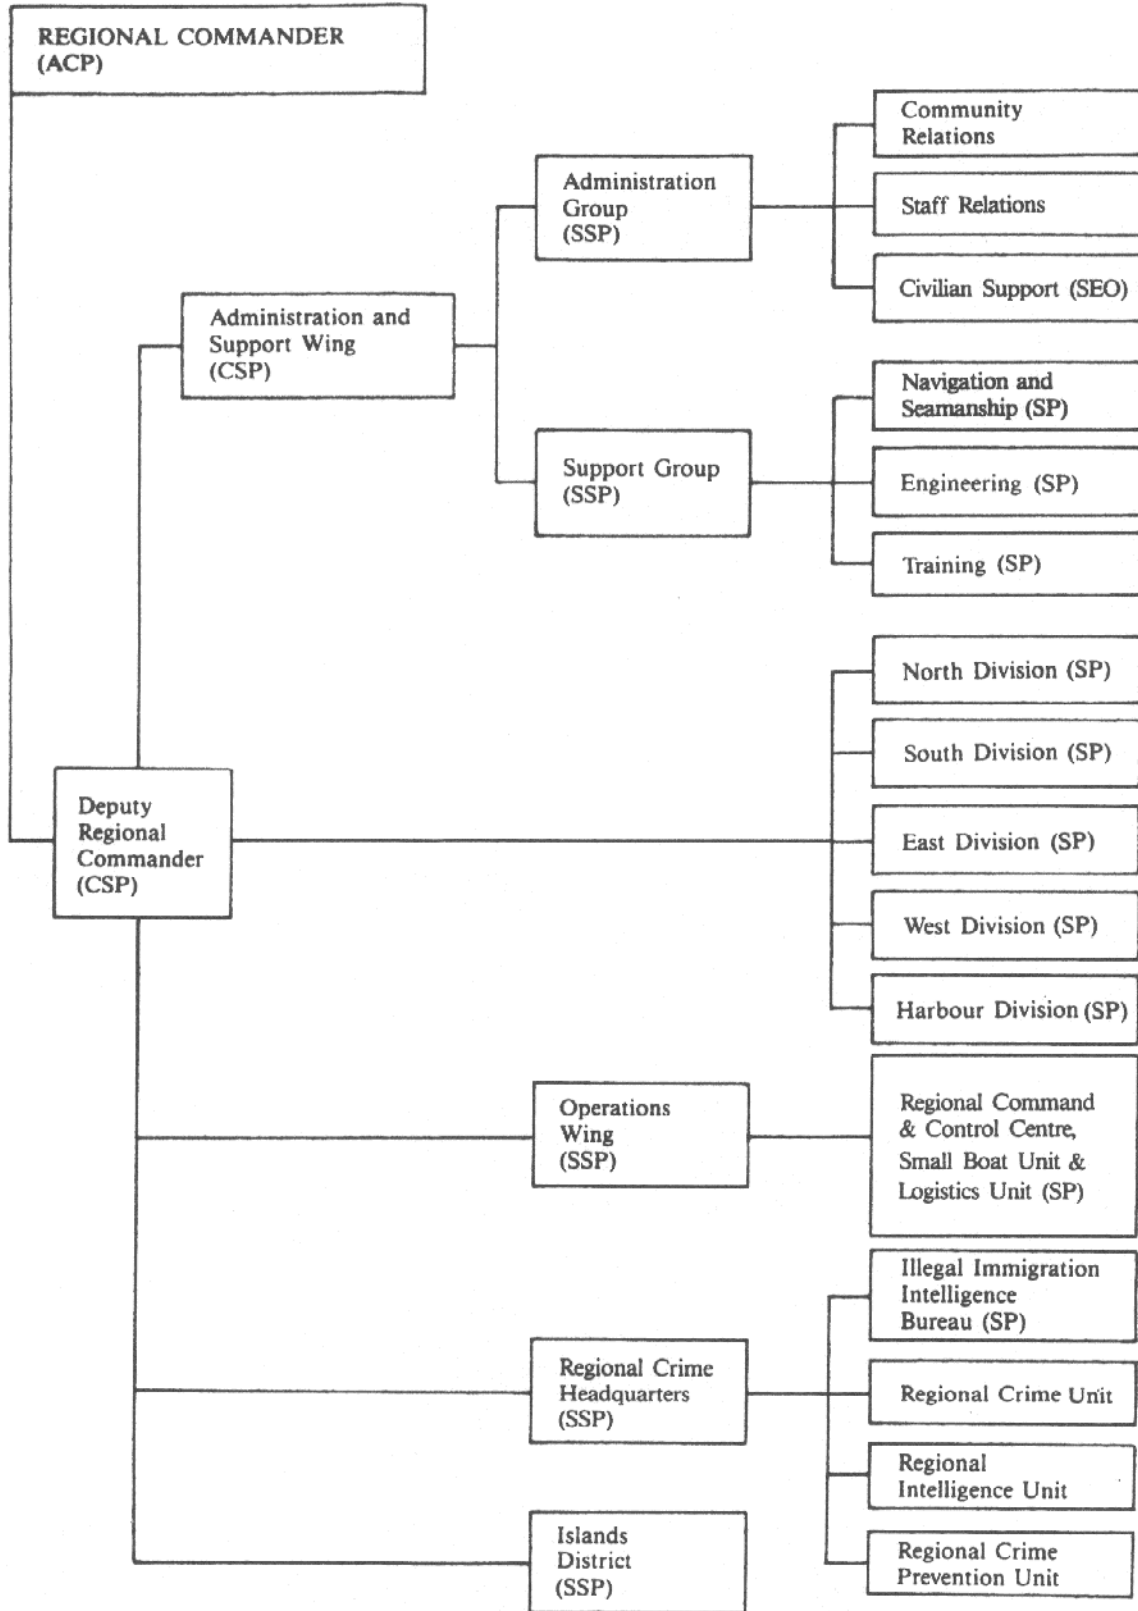 REGIONAL COMMANDER
(ACP)
Community
Relations
Administration
Group
(SSP)
Staff Relations
Civilian Support (SEO)
Administration and
Support Wing
(CSP)
Navigation and
Seamanship (SP)
Support Group
(SSP)
Engineering (SP)
Training (SP)
North Division (SP)
South Division (SP)
Deputy
Regional
Commander
(CSP)
East Division (SP)
West Division (SP)
Harbour Division (SP)
Operations
Wing
(SSP)
Regional Command
& Control Centre,
Small Boat Unit &
Logistics Unit (SP)
Illegal Immigration
Intelligence
Bureau (SP)
Regional Crime
Headquarters
(SSP)
Regional Crime Unit
Regional
Intelligence Unit
Islands
District
(SSP)
Regional Crime
Prevention Unit